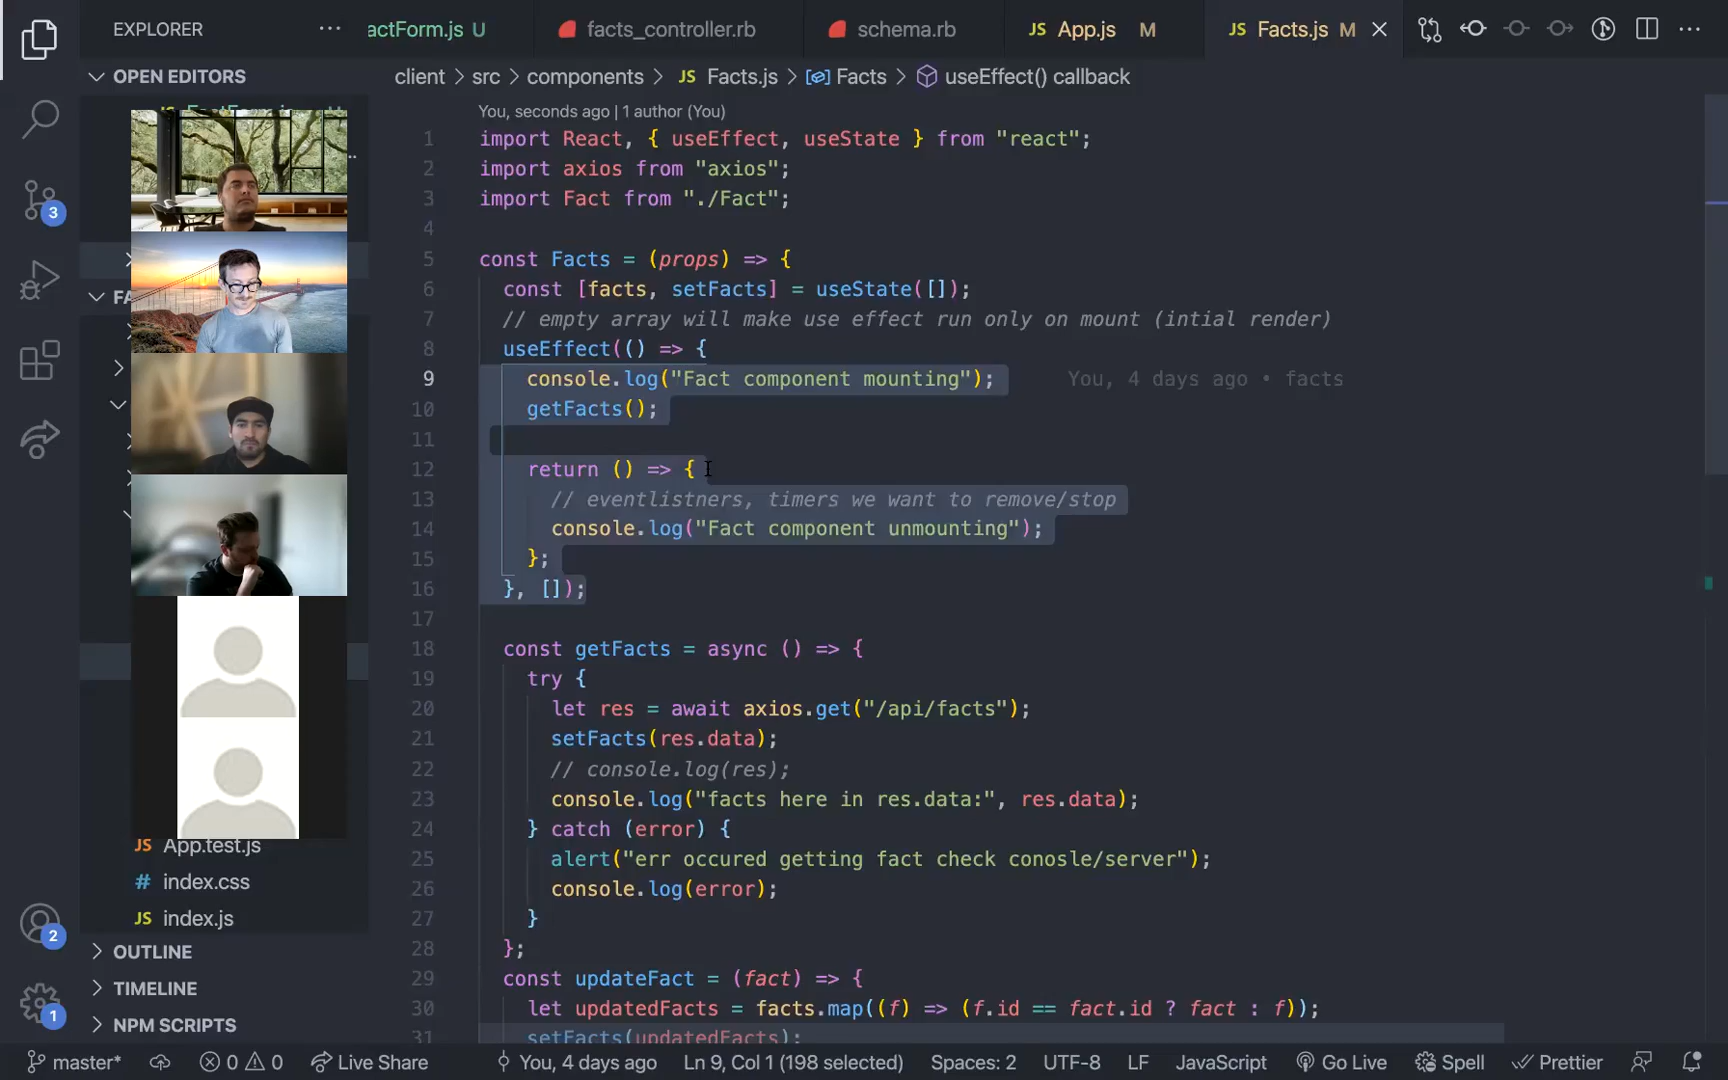 EXPLORER
actForm.js U
facts_controller.rb
schema.rb
JS App.js M
JS Facts.js M
OPEN EDITORS
client > src > components > JS Facts.js > Facts > useEffect() callback
You, seconds ago | 1 author (You)
1 import React, { useEffect, useState } from "react";
2 import axios from "axios";
3 import Fact from "./Fact";
4
5 const Facts = (props) => {
6 const [facts, setFacts] = useState([]);
7 // empty array will make use effect run only on mount (intial render)
8 useEffect(() => {
9 console.log("Fact component mounting"); You, 4 days ago • facts
10 getFacts();
11
12 return () => {
13 // eventlistners, timers we want to remove/stop
14 console.log("Fact component unmounting");
15 };
16 }, []);
17
18 const getFacts = async () => {
19 try {
20 let res = await axios.get("/api/facts");
21 setFacts(res.data);
22 // console.log(res);
23 console.log("facts here in res.data:", res.data);
24 } catch (error) {
25 alert("err occured getting fact check conosle/server");
26 console.log(error);
27 }
28 };
29 const updateFact = (fact) => {
30 let updatedFacts = facts.map((f) => (f.id == fact.id ? fact : f));
31 setFacts(updatedFacts);
3
FA
JS App.test.js
# index.css
JS index.js
OUTLINE
TIMELINE
NPM SCRIPTS
2
1
master* 0 0 Live Share You, 4 days ago Ln 9, Col 1 (198 selected) Spaces: 2 UTF-8 LF JavaScript Go Live Spell Prettier